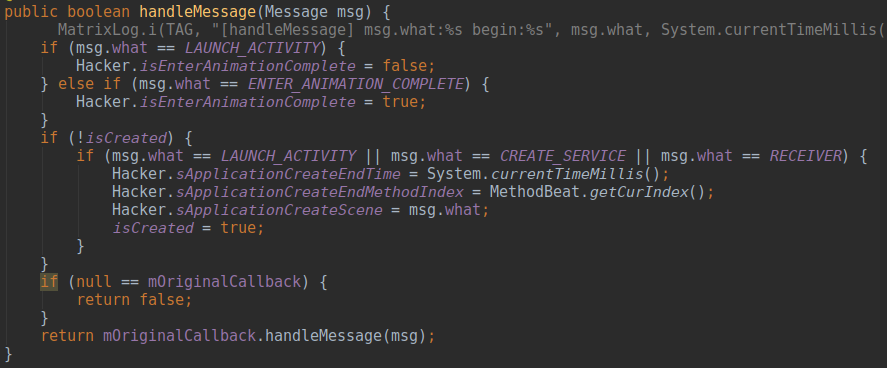 public boolean handleMessage(Message msg) {
MatrixLog.i(TAG, "[handleMessage] msg.what:%s begin:%s", msg.what, System.currentTimeMillis(
if (msg.what == LAUNCH_ACTIVITY) {
Hacker.isEnterAnimationComplete = false;
} else if (msg.what == ENTER_ANIMATION_COMPLETE) {
Hacker.isEnterAnimationComplete = true;
}
if (!isCreated) {
if (msg.what == LAUNCH_ACTIVITY || msg.what == CREATE_SERVICE || msg.what == RECEIVER) {
Hacker.sApplicationCreateEndTime = System.currentTimeMillis();
Hacker.sApplicationCreateEndMethodIndex = MethodBeat.getCurIndex();
Hacker.sApplicationCreateScene = msg.what;
isCreated = true;
}
}
if (null == mOriginalCallback) {
return false;
}
return mOriginalCallback.handleMessage(msg);
}